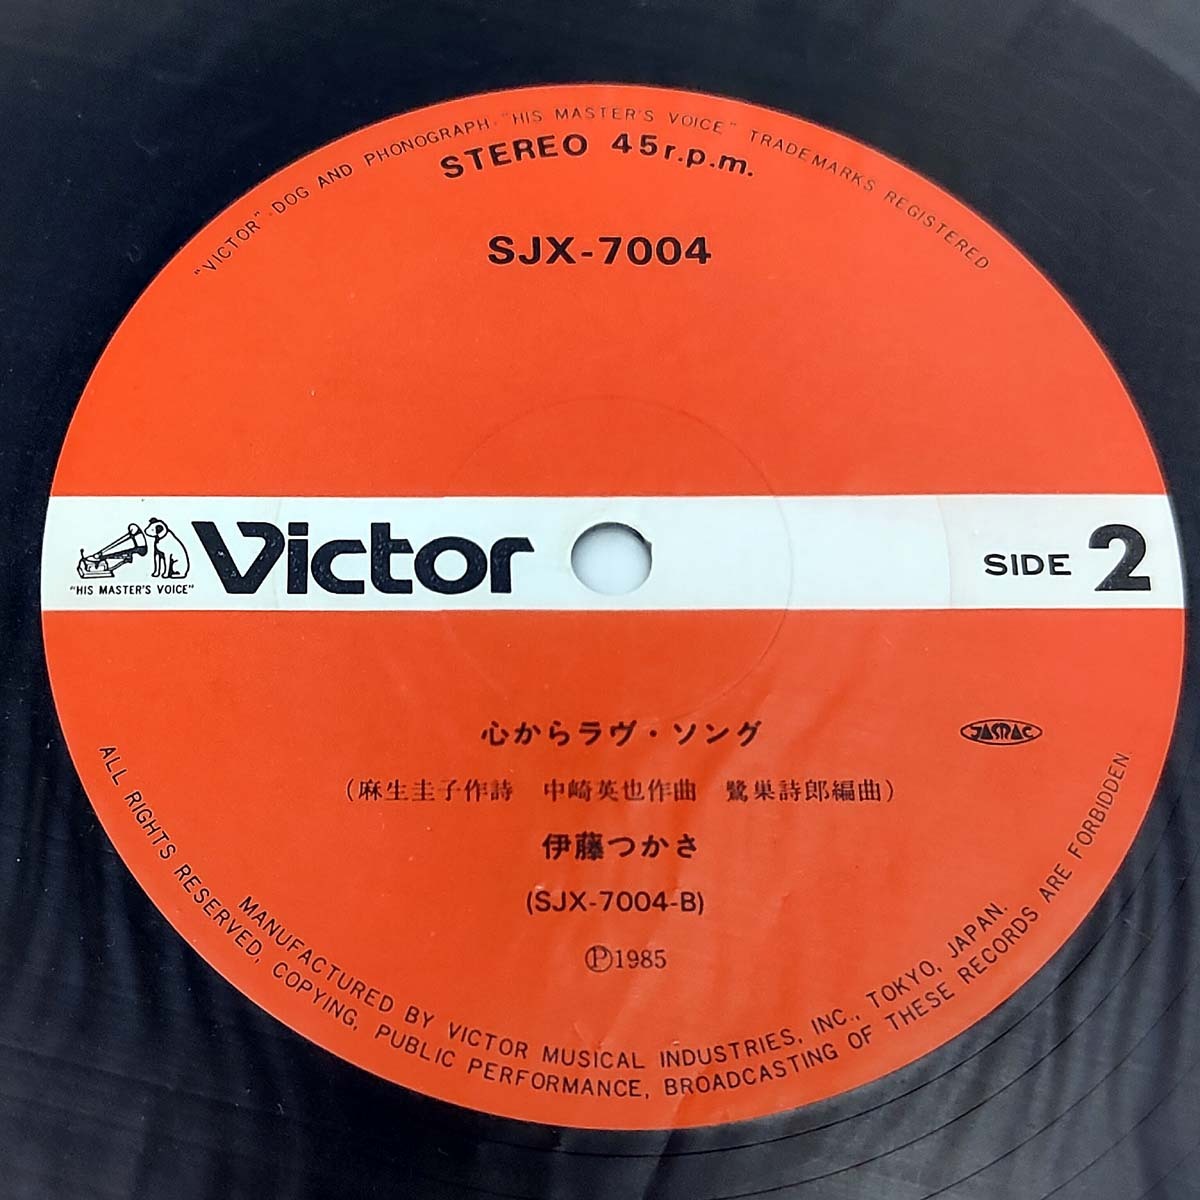 "VICTOR"·DOG AND PHONOGRAPH·"HIS MASTER'S VOICE" TRADEMARKS REGISTERED
STEREO 45r.p.m.
SJX-7004
Victor
"HIS MASTER'S VOICE"
SIDE 2
心からラヴ・ソング
JASRAC
(麻生圭子作詩 中崎英也作曲 鷺巣詩郎編曲)
伊藤つかさ
(SJX-7004-B)
Ⓟ1985
MANUFACTURED BY VICTOR MUSICAL INDUSTRIES, INC., TOKYO, JAPAN.
ALL RIGHTS RESERVED, COPYING, PUBLIC PERFORMANCE, BROADCASTING OF THESE RECORDS ARE FORBIDDEN.